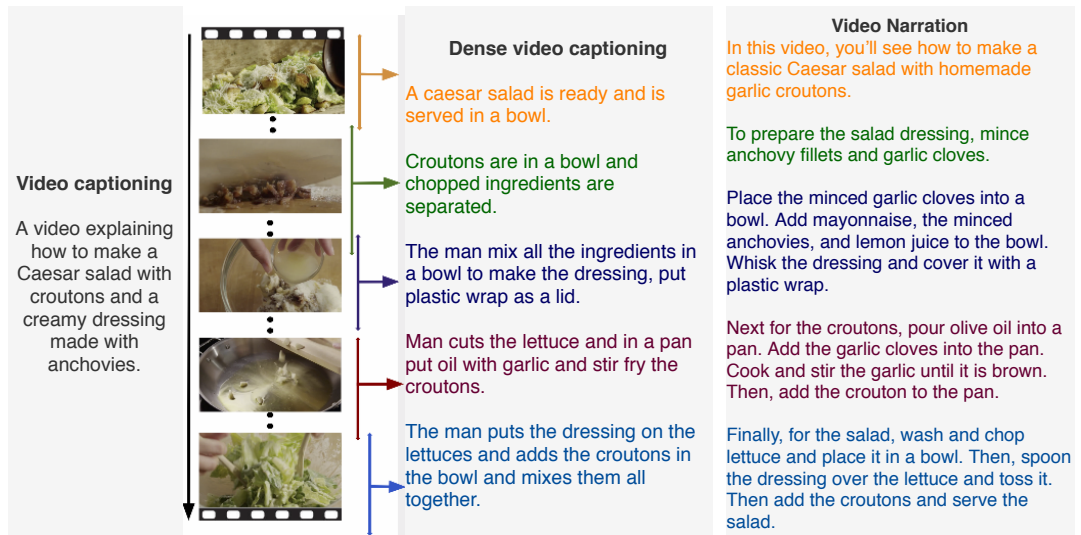 Video captioning
A video explaining
how to make a
Caesar salad with
croutons and a
creamy dressing
made with
anchovies.
Dense video captioning
A caesar salad is ready and is
served in a bowl.
Croutons are in a bowl and
chopped ingredients are
separated.
The man mix all the ingredients in
a bowl to make the dressing, put
plastic wrap as a lid.
Man cuts the lettuce and in a pan
put oil with garlic and stir fry the
croutons.
The man puts the dressing on the
lettuces and adds the croutons in
the bowl and mixes them all
together.
Video Narration
In this video, you’ll see how to make a
classic Caesar salad with homemade
garlic croutons.
To prepare the salad dressing, mince
anchovy fillets and garlic cloves.
Place the minced garlic cloves into a
bowl. Add mayonnaise, the minced
anchovies, and lemon juice to the bowl.
Whisk the dressing and cover it with a
plastic wrap.
Next for the croutons, pour olive oil into a
pan. Add the garlic cloves into the pan.
Cook and stir the garlic until it is brown.
Then, add the crouton to the pan.
Finally, for the salad, wash and chop
lettuce and place it in a bowl. Then, spoon
the dressing over the lettuce and toss it.
Then add the croutons and serve the
salad.